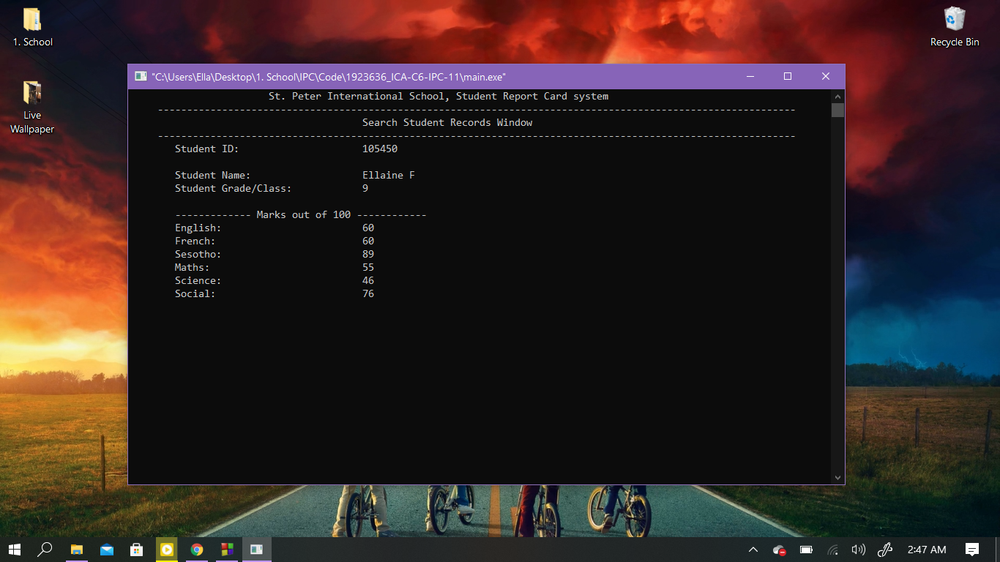 1. School
Recycle Bin
Live
Wallpaper
"C:\Users\Ella\Desktop\1. School\IPC\Code\1923636_ICA-C6-IPC-11\main.exe"
St. Peter International School, Student Report Card system
Search Student Records Window
Student ID: 105450
Student Name: Ellaine F
Student Grade/Class: 9
------------- Marks out of 100 ------------
English: 60
French: 60
Sesotho: 89
Maths: 55
Science: 46
Social: 76
2:47 AM